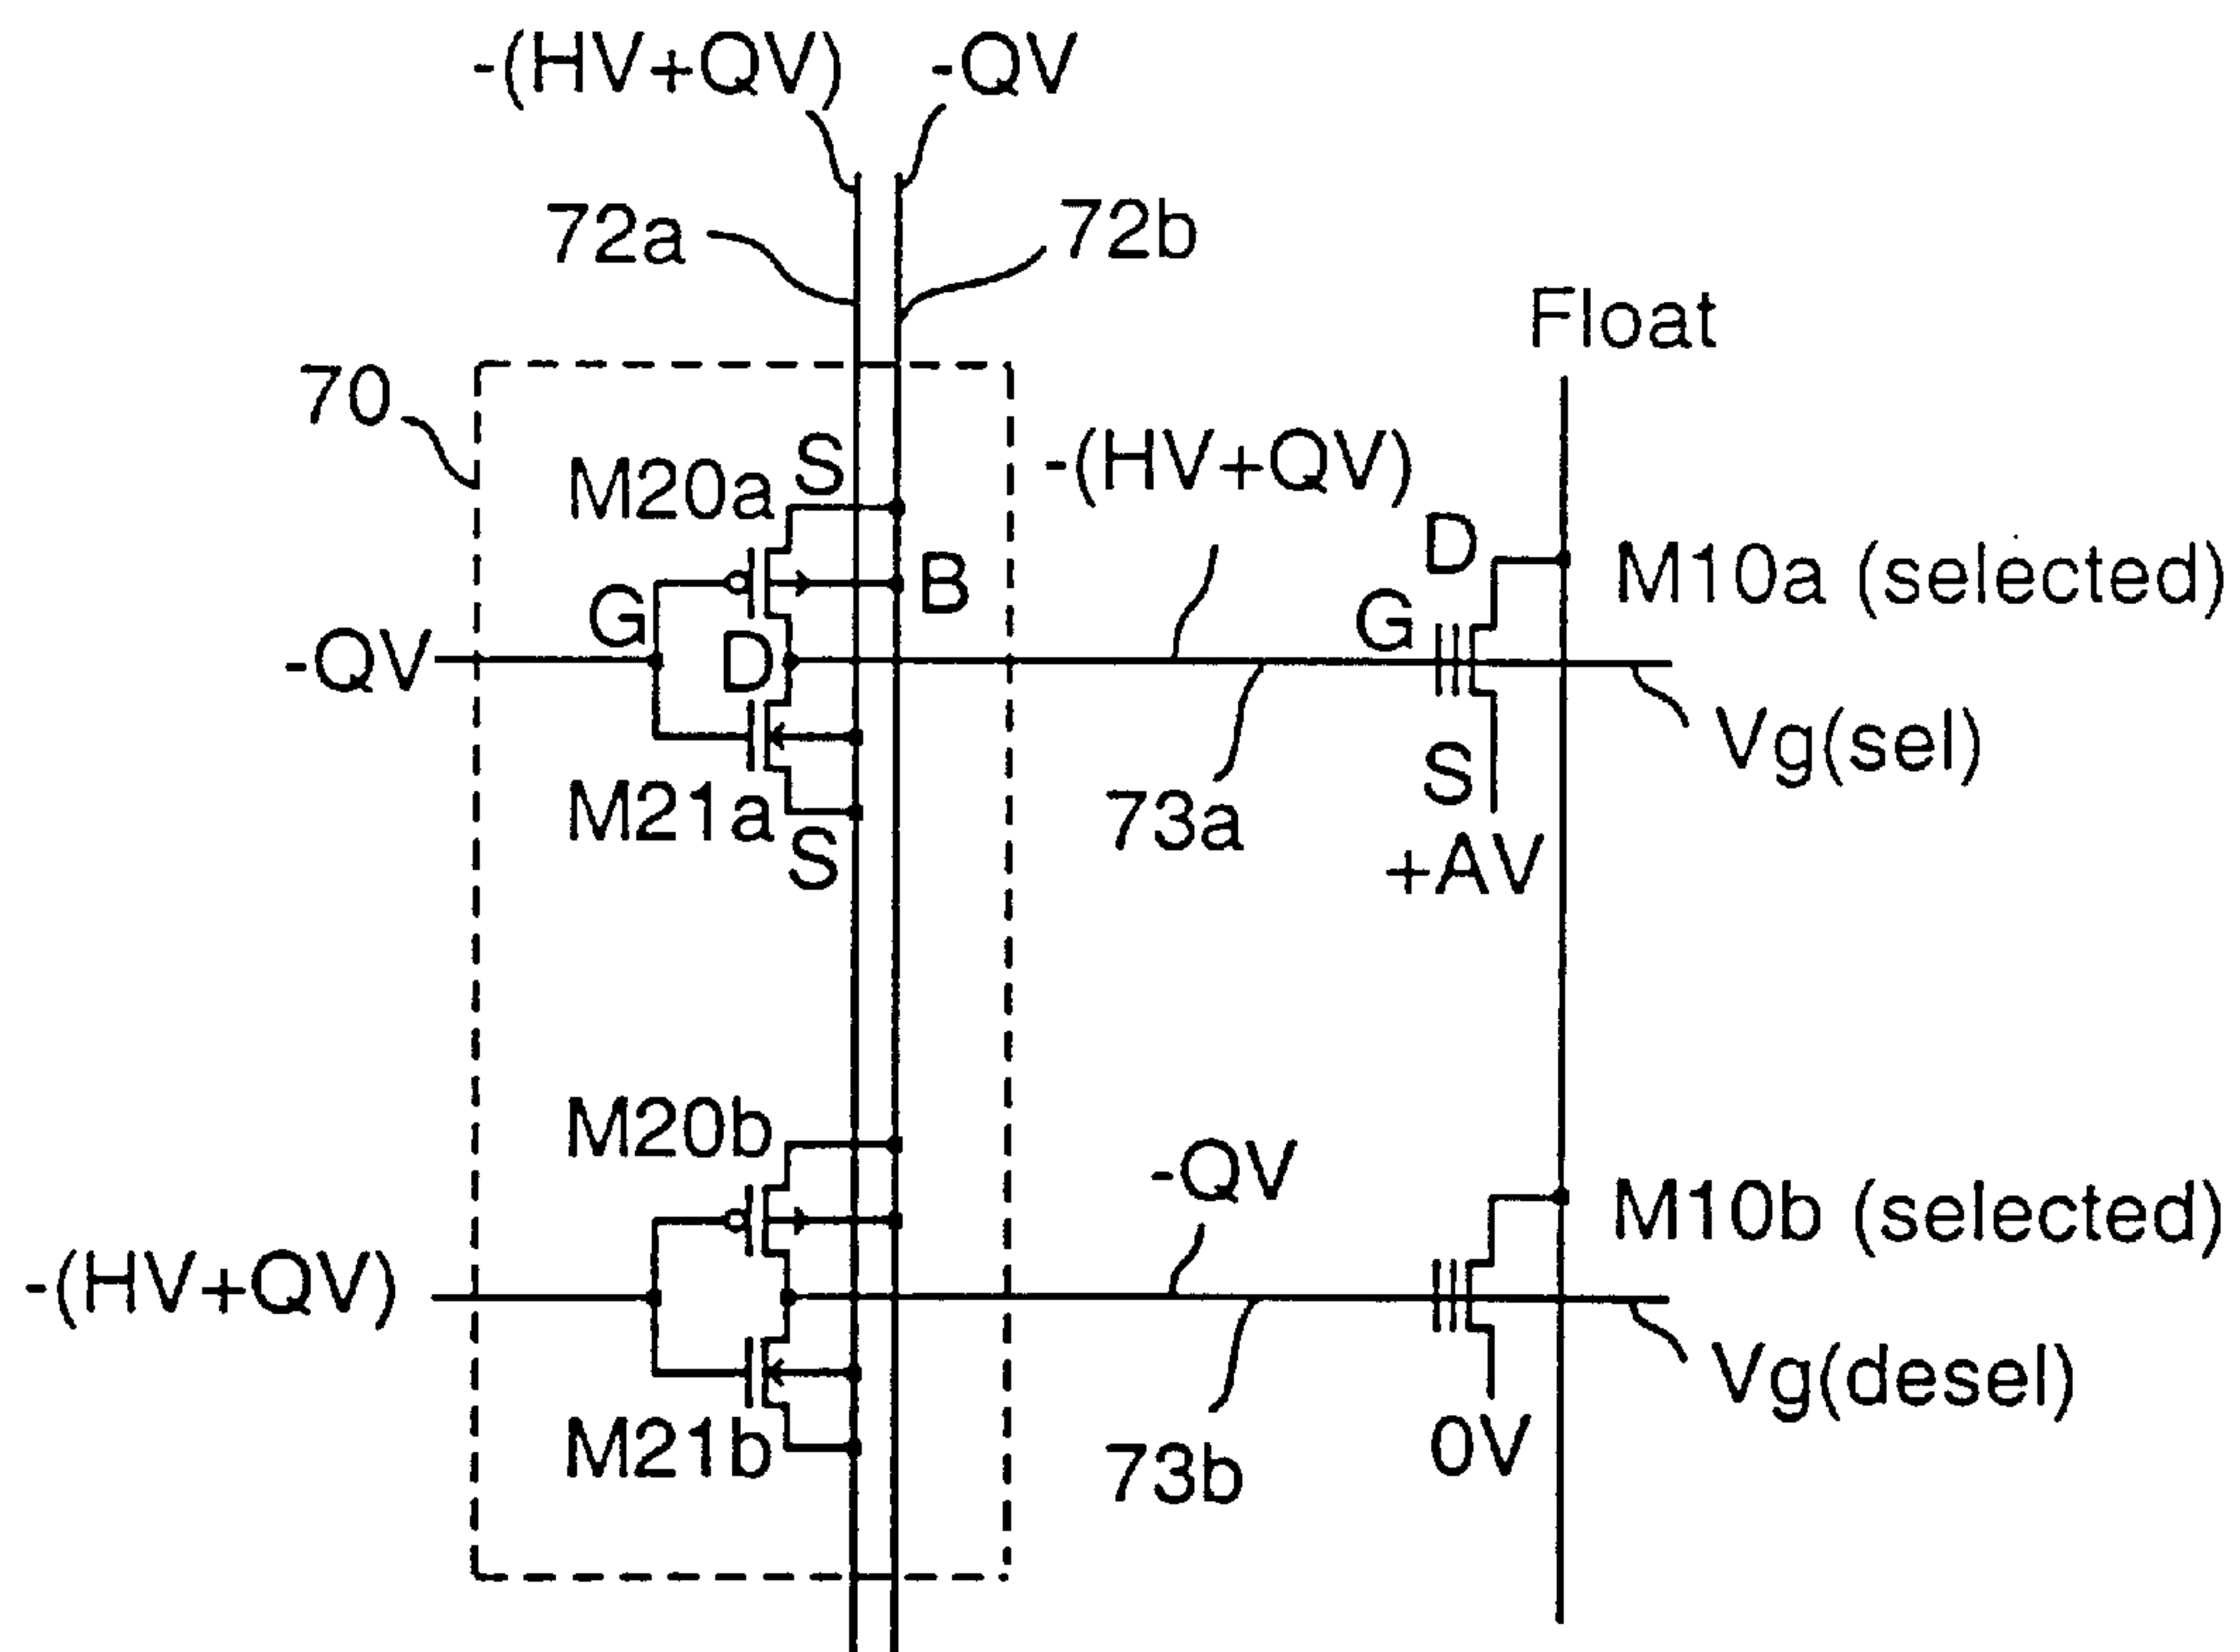 -(HV+QV) -QV
72a 72b
Float
70
M20a S -(HV+QV)
D M10a (selected)
G B G
-QV D
Vg(sel)
M21a S 73a S
+AV
M20b -QV M10b (selected)
-(HV+QV)
Vg(desel)
M21b 73b 0V